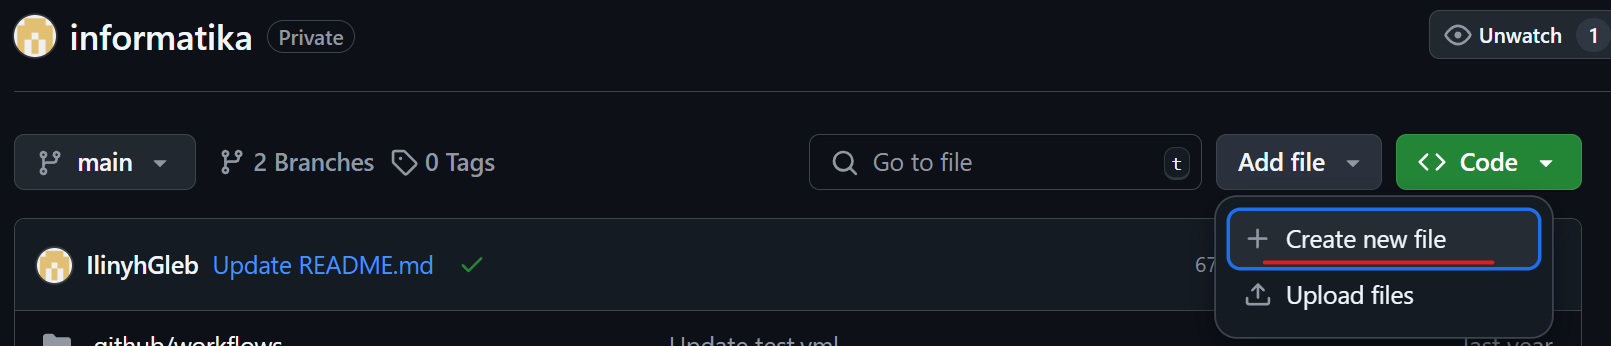 informatika Private Unwatch 1
main 2 Branches 0 Tags Go to file t Add file Code
Create new file
IlinyhGleb Update README.md 67
Upload files
.github/workflows Update test.yml last year